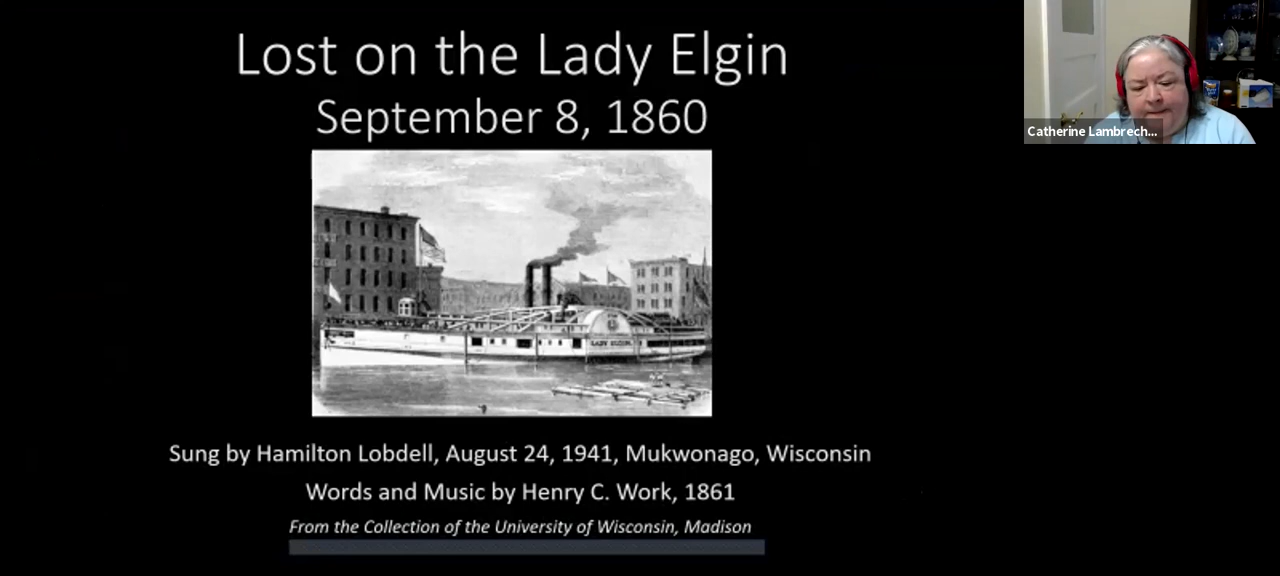 Lost on the Lady Elgin
September 8, 1860
LADY ELGIN
Sung by Hamilton Lobdell, August 24, 1941, Mukwonago, Wisconsin
Words and Music by Henry C. Work, 1861
From the Collection of the University of Wisconsin, Madison
Catherine Lambrech...